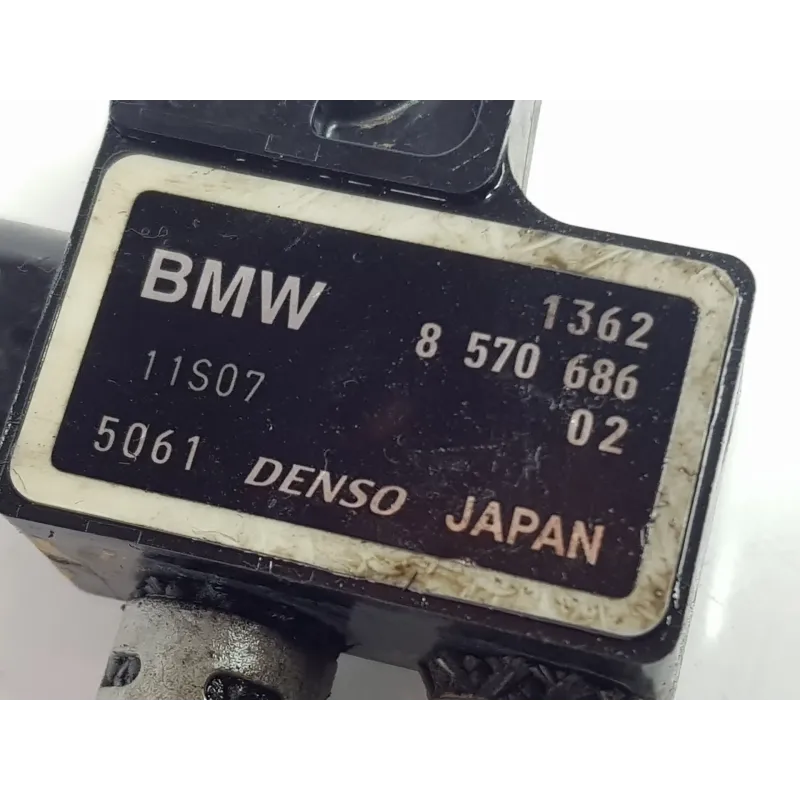 BMW 1362
8 570 686
11S07 02
5061 DENSO JAPAN